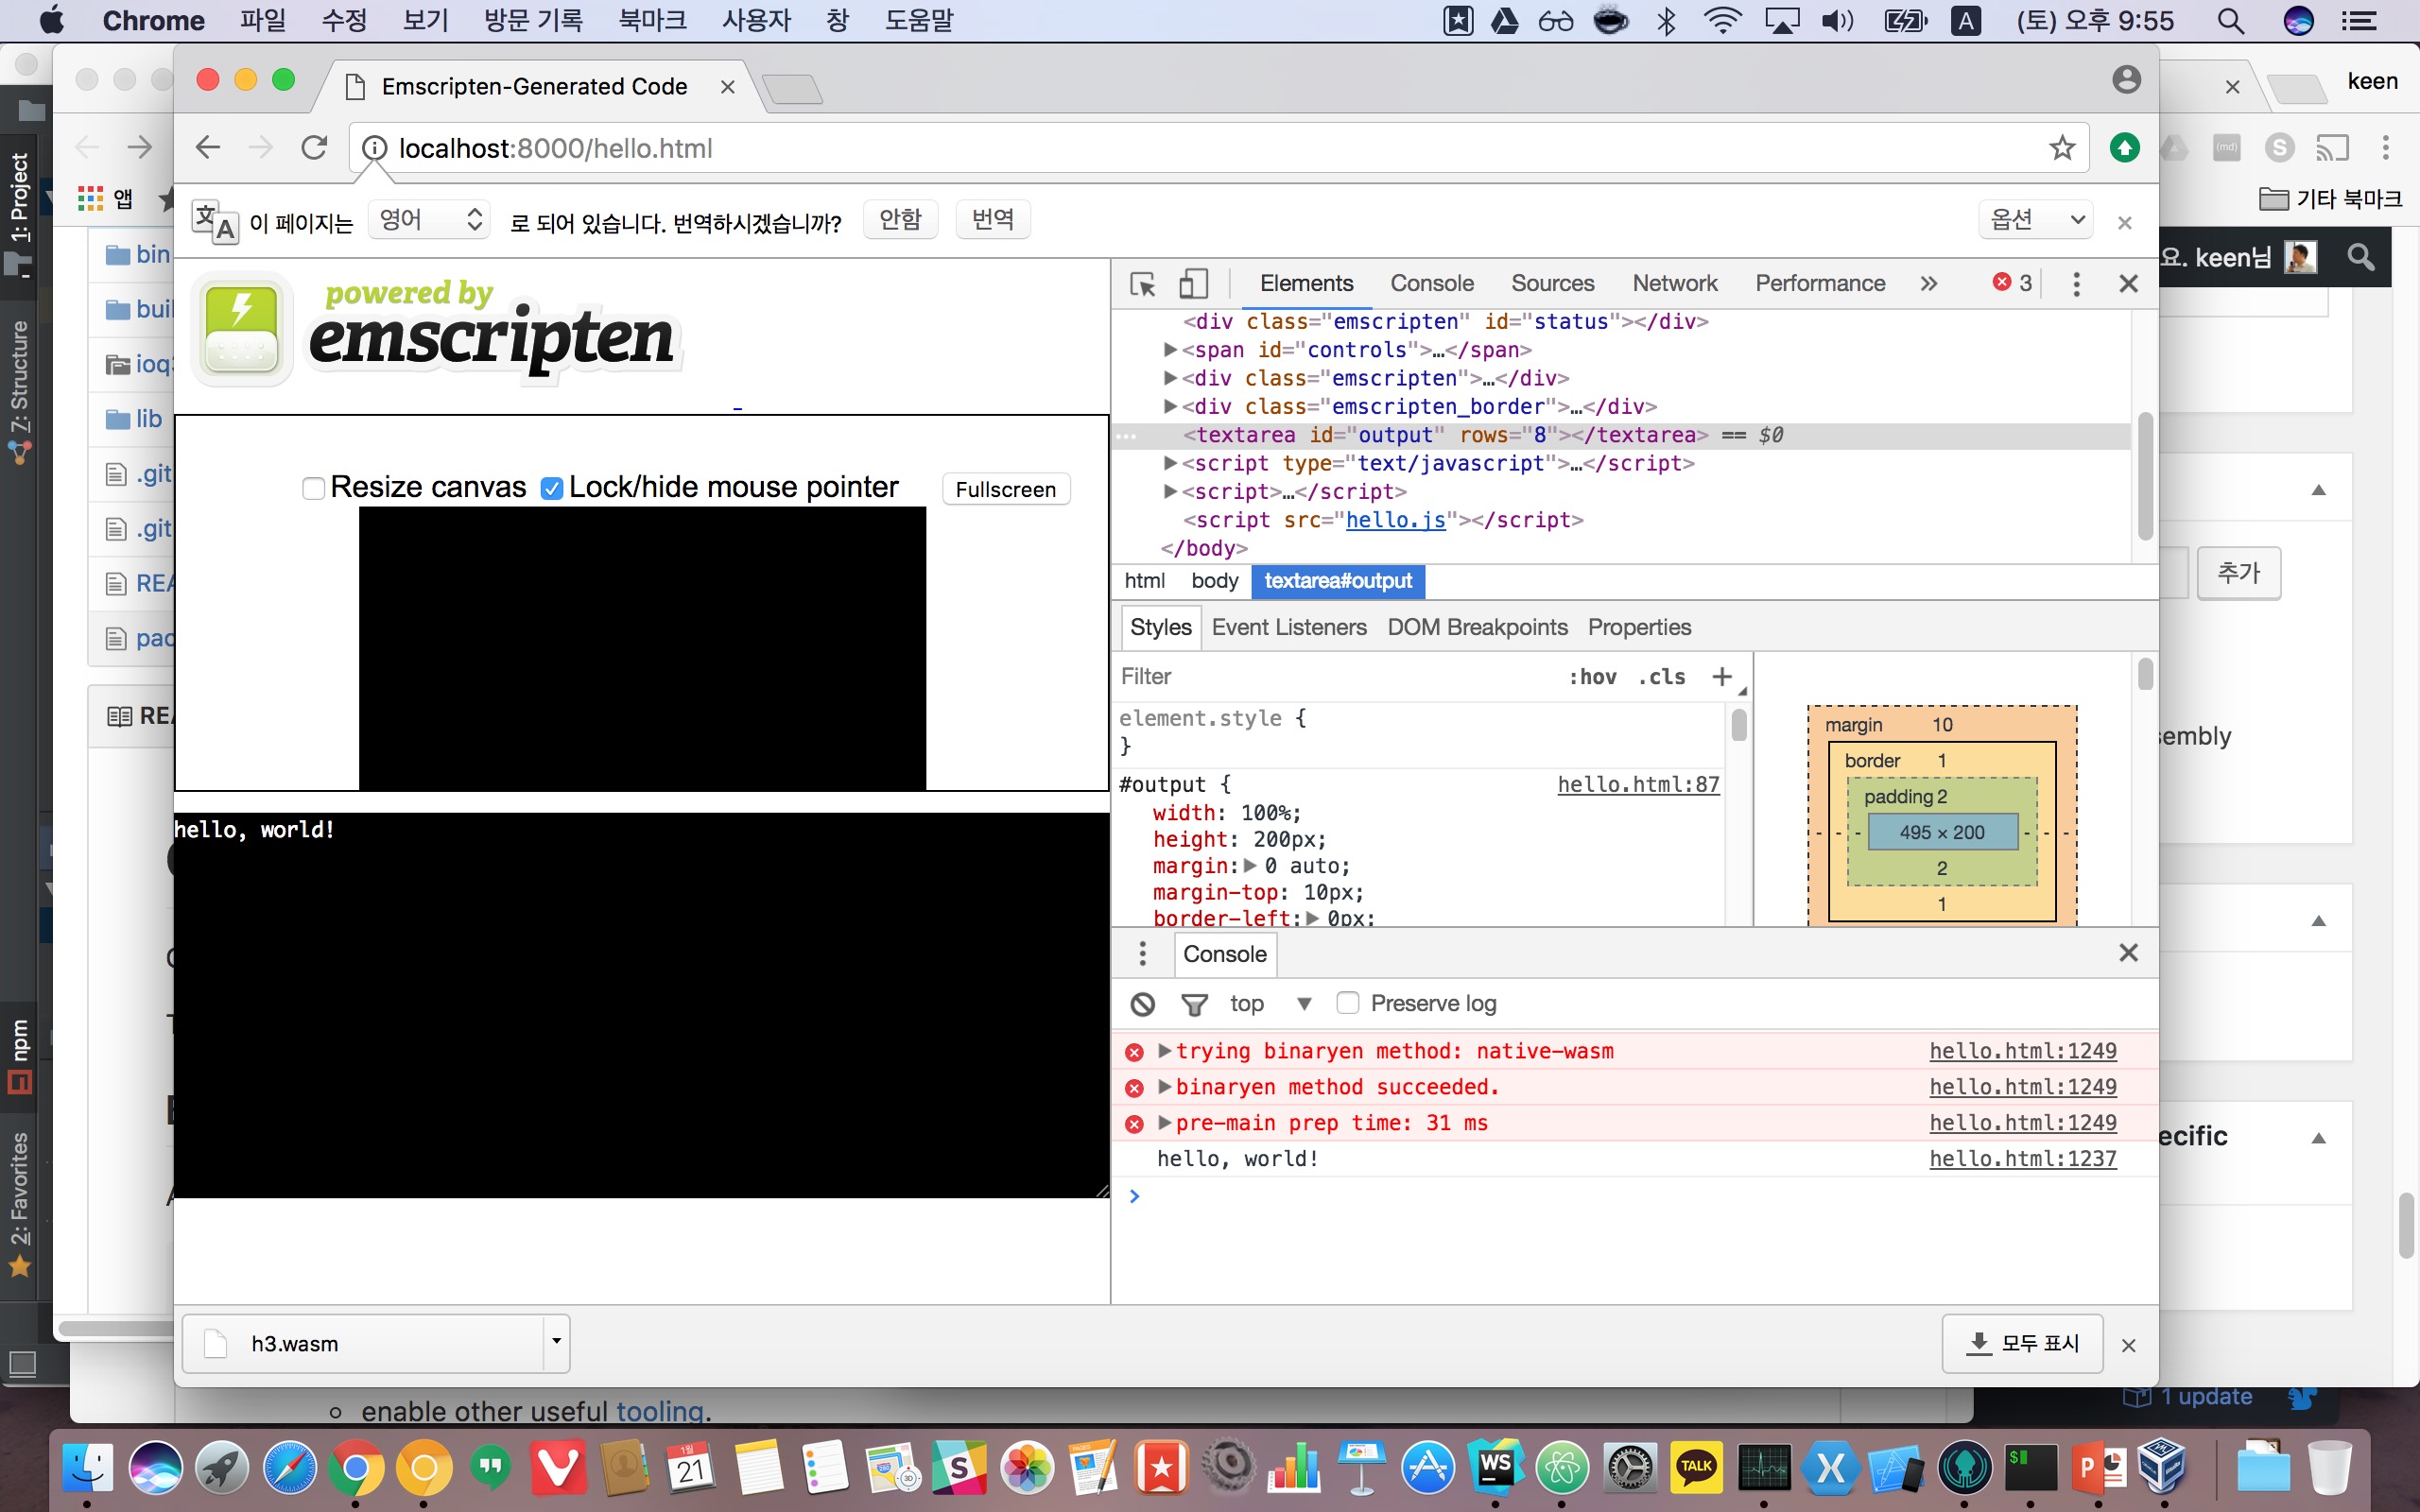 Chrome 파일 수정 보기 방문 기록 북마크 사용자 창 도움말 A (토) 오후 9:55
Emscripten-Generated Code
keen
localhost:8000/hello.html
앱
기타 북마크
이 페이지는 영어 로 되어 있습니다. 번역하시겠습니까? 안함 번역 옵션
1: Project
7: Structure
npm
2: Favorites
bin
lib
.git
.git
요. keen님
powered by
emscripten
Resize canvas Lock/hide mouse pointer Fullscreen
hello, world!
Elements Console Sources Network Performance » 3
<div class="emscripten" id="status"></div>
<span id="controls">…</span>
<div class="emscripten">…</div>
<div class="emscripten_border">…</div>
… <textarea id="output" rows="8"></textarea> == $0
<script type="text/javascript">…</script>
<script>…</script>
<script src="hello.js"></script>
</body>
html body textarea#output
Styles Event Listeners DOM Breakpoints Properties
Filter :hov .cls +
element.style {
}
#output { hello.html:87
width: 100%;
height: 200px;
margin: 0 auto;
margin-top: 10px;
border-left: 0px;
margin 10
border 1
padding 2
- - - 495 × 200 - - -
2
1
Console
top Preserve log
trying binaryen method: native-wasm hello.html:1249
binaryen method succeeded. hello.html:1249
pre-main prep time: 31 ms hello.html:1249
hello, world! hello.html:1237
추가
h3.wasm
모두 표시
enable other useful tooling.
1 update
1월
21
WS
TALK